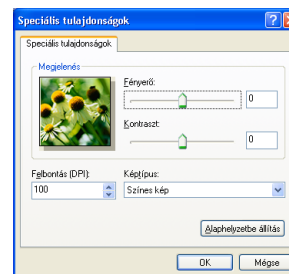 Speciális tulajdonságok
Speciális tulajdonságok
Megjelenés
Fényerő:
0
Kontraszt:
0
Felbontás (DPI):
Képtípus:
100
Színes kép
Alaphelyzetbe állítás
OK
Mégse